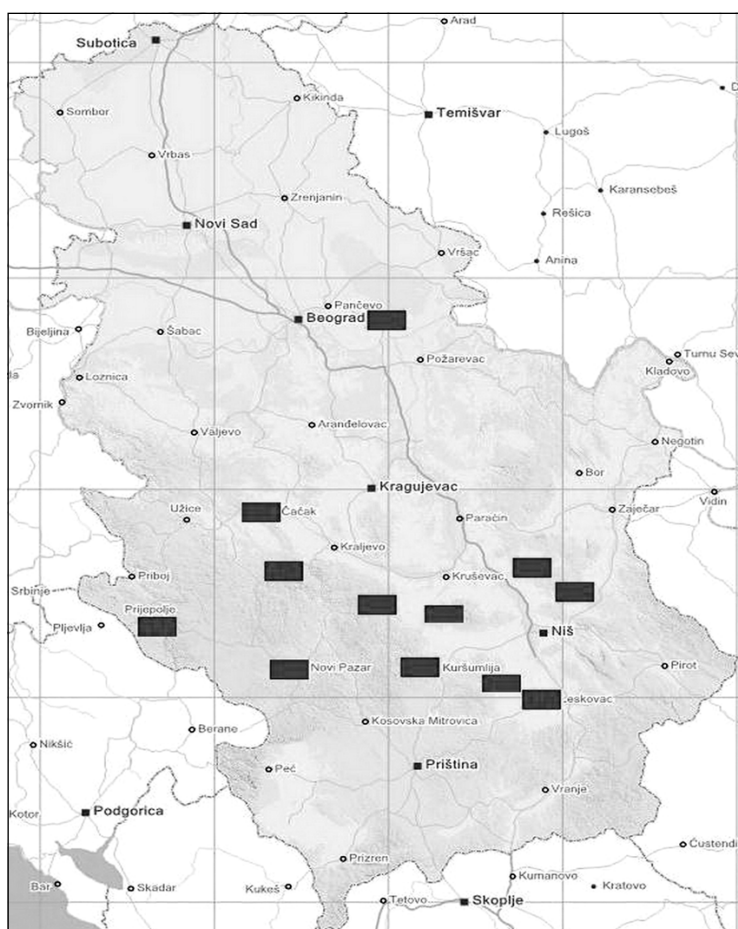 Arad
Subotica
Kikinda
Sombor
Temišvar
Lugoš
Vrbas
Karansebeš
Zrenjanin
Rešica
Novi Sad
Vršac
Anina
Pančevo
Beograd
Bijeljina
Šabac
Turnu Sev
Požarevac
Kladovo
Loznica
Zvornik
Aranđelovac
Valjevo
Negotin
Bor
Kragujevac
Vidin
Užice
Čačak
Zaječar
Paraćin
Kraljevo
Priboj
Kruševac
Srbinje
Prijepolje
Pljevlja
Niš
Novi Pazar
Kuršumlija
Pirot
Leskovac
Kosovska Mitrovica
Berane
Nikšić
Priština
Peć
Vranje
Kotor
Podgorica
Ćustend
Prizren
Kumanovo
Bar
Skadar
Kukeš
Kratovo
Tetovo
Skoplje